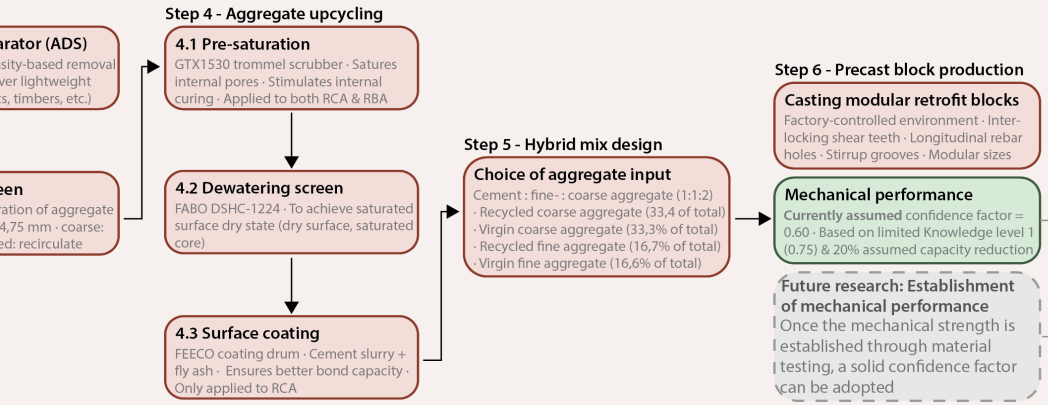 arator (ADS)
sity-based removal
ver lightweight
cs, timbers, etc.)
een
ration of aggregate
4,75 mm · coarse:
ed: recirculate
Step 4 - Aggregate upcycling
4.1 Pre-saturation
GTX1530 trommel scrubber · Satures
internal pores · Stimulates internal
curing · Applied to both RCA & RBA
4.2 Dewatering screen
FABO DSHC-1224 · To achieve saturated
surface dry state (dry surface, saturated
core)
4.3 Surface coating
FEECO coating drum · Cement slurry +
fly ash · Ensures better bond capacity ·
Only applied to RCA
Step 5 - Hybrid mix design
Choice of aggregate input
Cement : fine- : coarse aggregate (1:1:2)
· Recycled coarse aggregate (33,4 of total)
· Virgin coarse aggregate (33,3% of total)
· Recycled fine aggregate (16,7% of total)
· Virgin fine aggregate (16,6% of total)
Step 6 - Precast block production
Casting modular retrofit blocks
Factory-controlled environment · Inter-
locking shear teeth · Longitudinal rebar
holes · Stirrup grooves · Modular sizes
Mechanical performance
Currently assumed confidence factor =
0.60 · Based on limited Knowledge level 1
(0.75) & 20% assumed capacity reduction
Future research: Establishment
of mechanical performance
Once the mechanical strength is
established through material
testing, a solid confidence factor
can be adopted